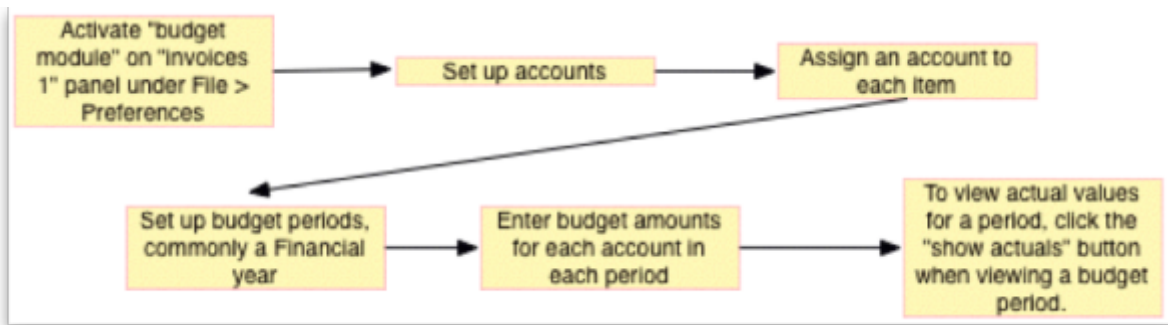 Activate "budget
module" on "invoices
1" panel under File >
Preferences
Set up accounts
Assign an account to
each item
Set up budget periods,
commonly a Financial
year
Enter budget amounts
for each account in
each period
To view actual values
for a period, click the
"show actuals" button
when viewing a budget
period.